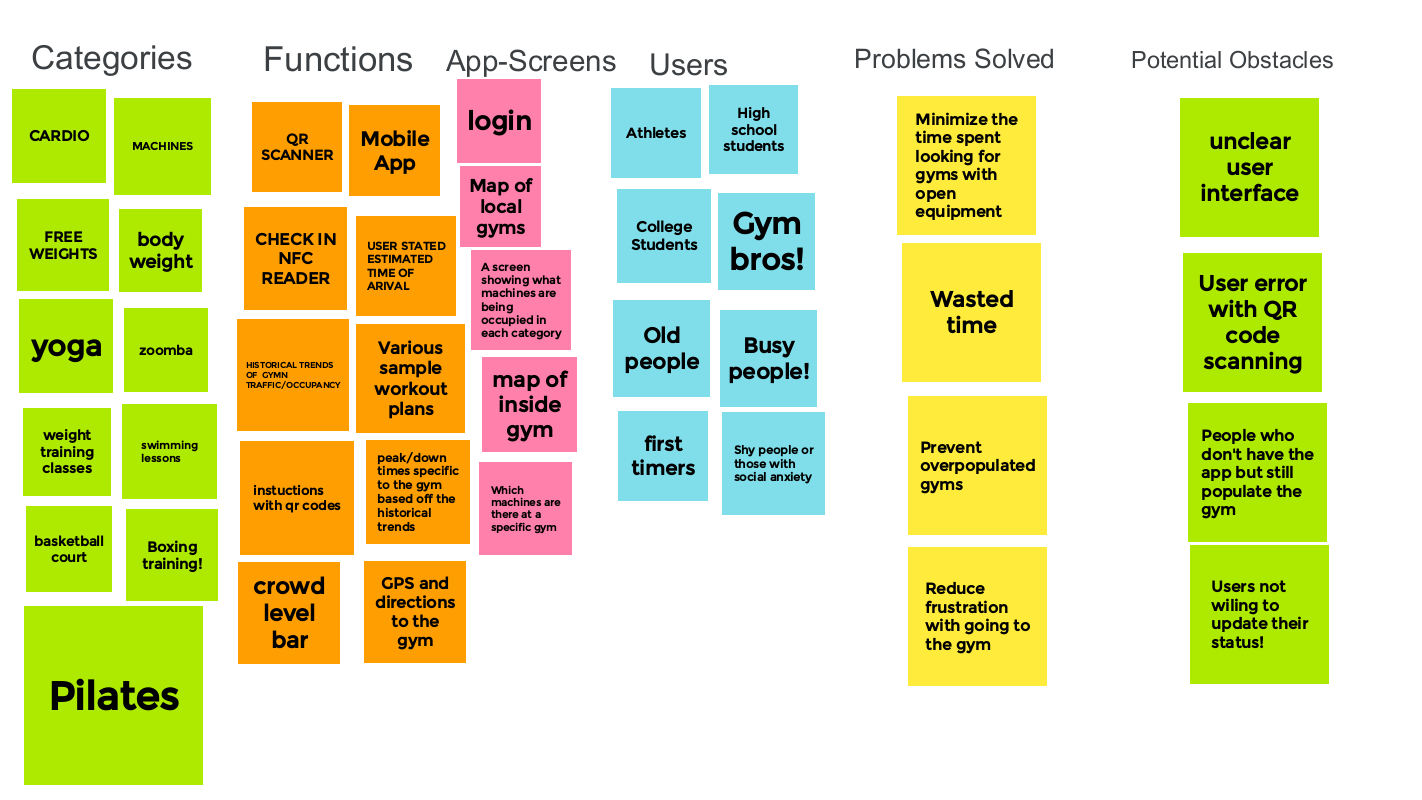 Categories
CARDIO
MACHINES
FREE
WEIGHTS
body
weight
yoga
zoomba
weight
training
classes
swimming
lessons
basketball
court
Boxing
training!
Pilates
Functions
QR
SCANNER
Mobile
App
CHECK IN
NFC
READER
USER STATED
ESTIMATED
TIME OF
ARIVAL
HISTORICAL TRENDS
OF GYMN
TRAFFIC/OCCUPANCY
Various
sample
workout
plans
instuctions
with qr codes
peak/down
times specific
to the gym
based off the
historical
trends
crowd
level
bar
GPS and
directions
to the
gym
App-Screens
login
Map of
local
gyms
A screen
showing what
machines are
being
occupied in
each category
map of
inside
gym
Which
machines are
there at a
specific gym
Users
Athletes
High
school
students
College
Students
Gym
bros!
Old
people
Busy
people!
first
timers
Shy people or
those with
social anxiety
Problems Solved
Minimize the
time spent
looking for
gyms with
open
equipment
Wasted
time
Prevent
overpopulated
gyms
Reduce
frustration
with going to
the gym
Potential Obstacles
unclear
user
interface
User error
with QR
code
scanning
People who
don't have the
app but still
populate the
gym
Users not
wiling to
update their
status!